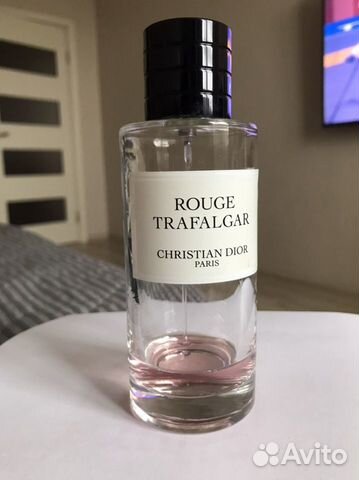 ROUGE
TRAFALGAR
CHRISTIAN DIOR
PARIS
Avito